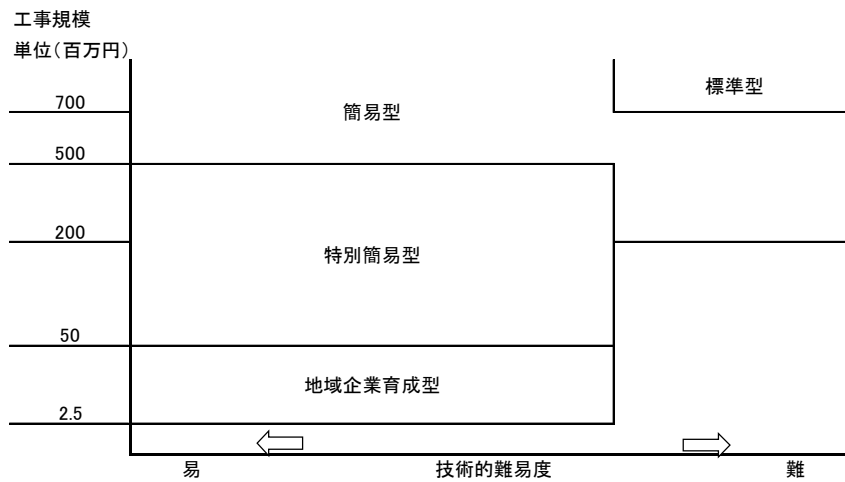 工事規模
単位(百万円)
標準型
700
簡易型
500
200
特別簡易型
50
地域企業育成型
2.5
易
技術的難易度
難